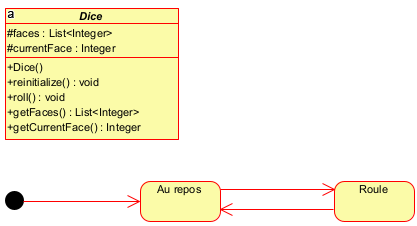 a
Dice
#faces : List<Integer>
#currentFace : Integer
+Dice()
+reinitialize() : void
+roll() : void
+getFaces() : List<Integer>
+getCurrentFace() : Integer
Au repos
Roule